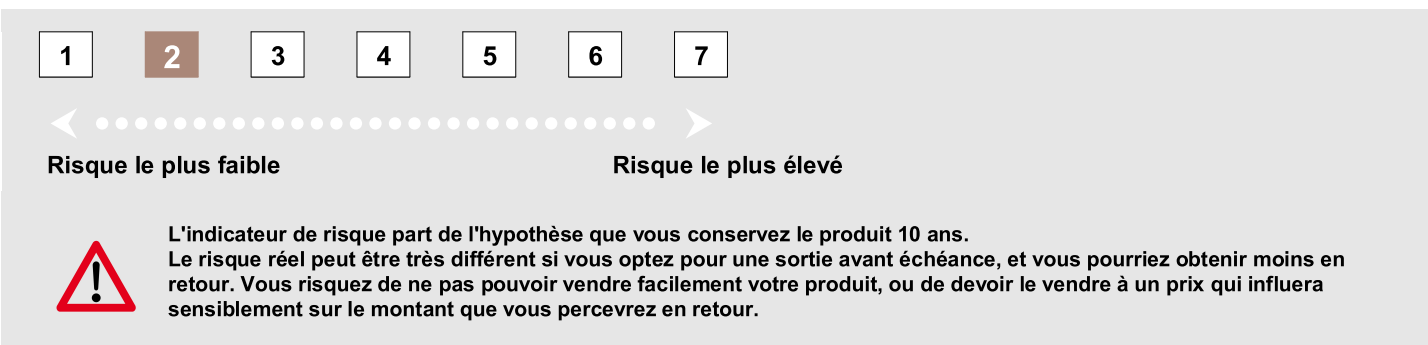 1 2 3 4 5 6 7
Risque le plus faible Risque le plus élevé
L'indicateur de risque part de l'hypothèse que vous conservez le produit 10 ans.
Le risque réel peut être très différent si vous optez pour une sortie avant échéance, et vous pourriez obtenir moins en
retour. Vous risquez de ne pas pouvoir vendre facilement votre produit, ou de devoir le vendre à un prix qui influera
sensiblement sur le montant que vous percevrez en retour.